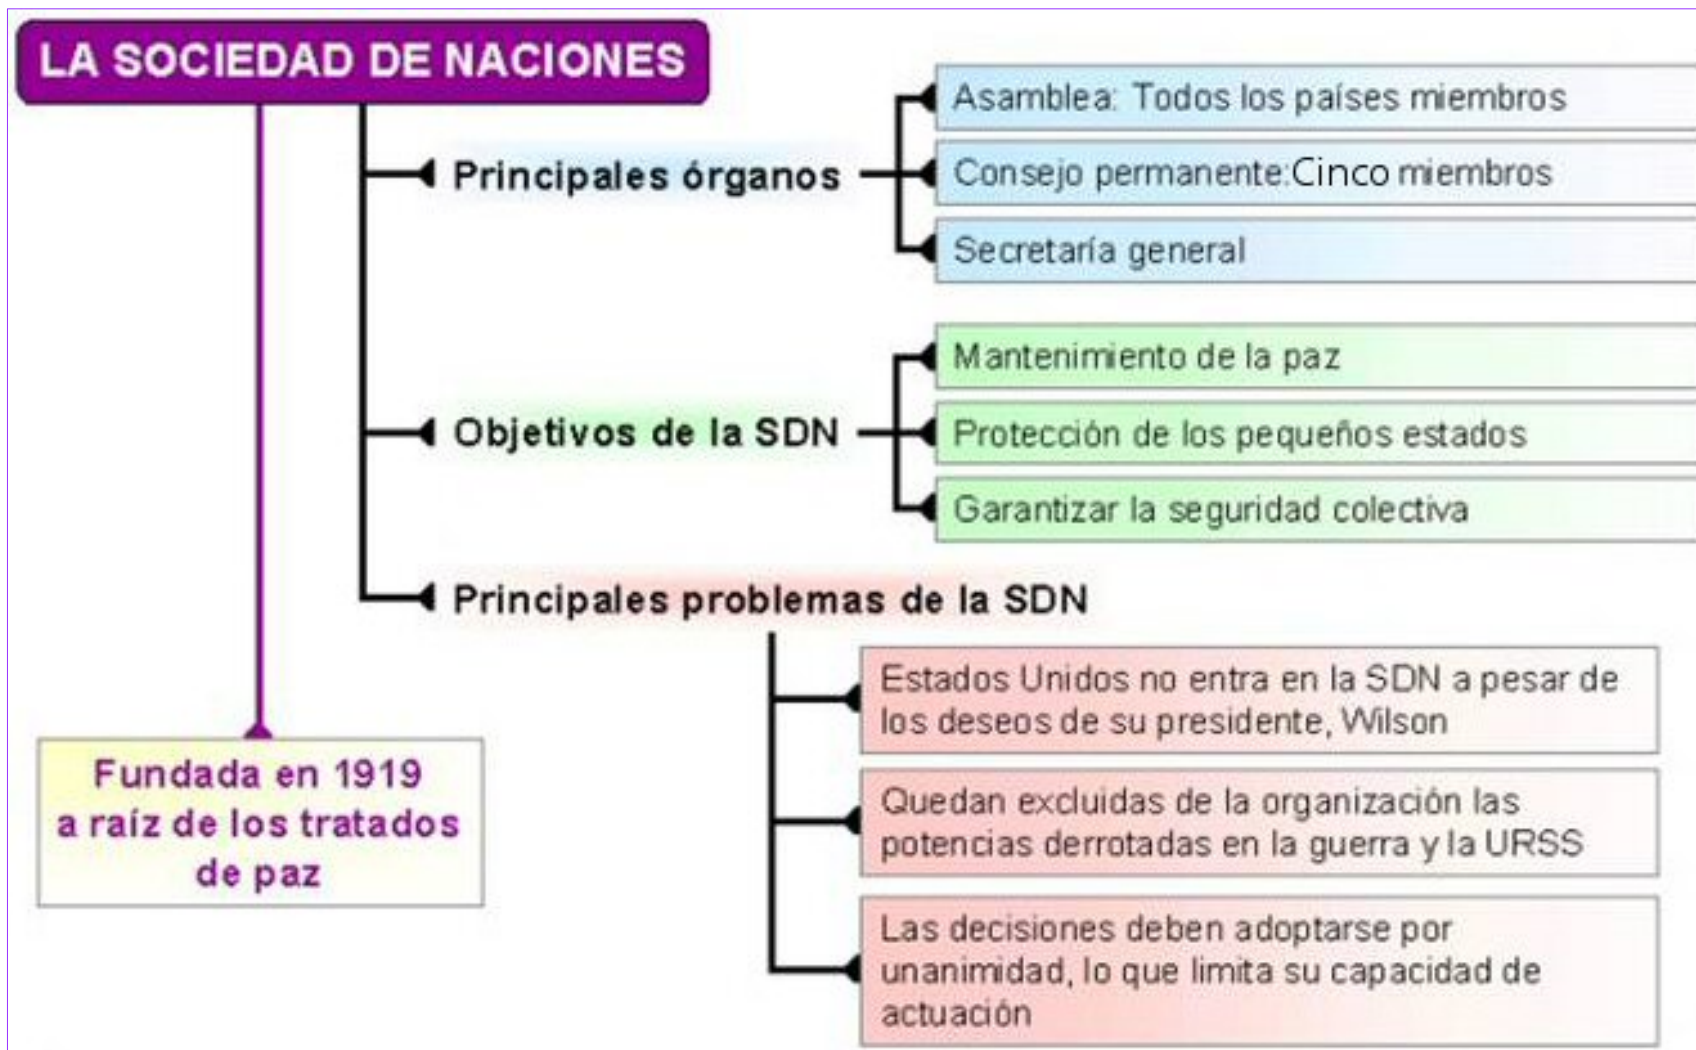 LA SOCIEDAD DE NACIONES
Principales órganos
Asamblea: Todos los países miembros
Consejo permanente:Cinco miembros
Secretaría general
Objetivos de la SDN
Mantenimiento de la paz
Protección de los pequeños estados
Garantizar la seguridad colectiva
Principales problemas de la SDN
Estados Unidos no entra en la SDN a pesar de
los deseos de su presidente, Wilson
Quedan excluidas de la organización las
potencias derrotadas en la guerra y la URSS
Las decisiones deben adoptarse por
unanimidad, lo que limita su capacidad de
actuación
Fundada en 1919
a raíz de los tratados
de paz